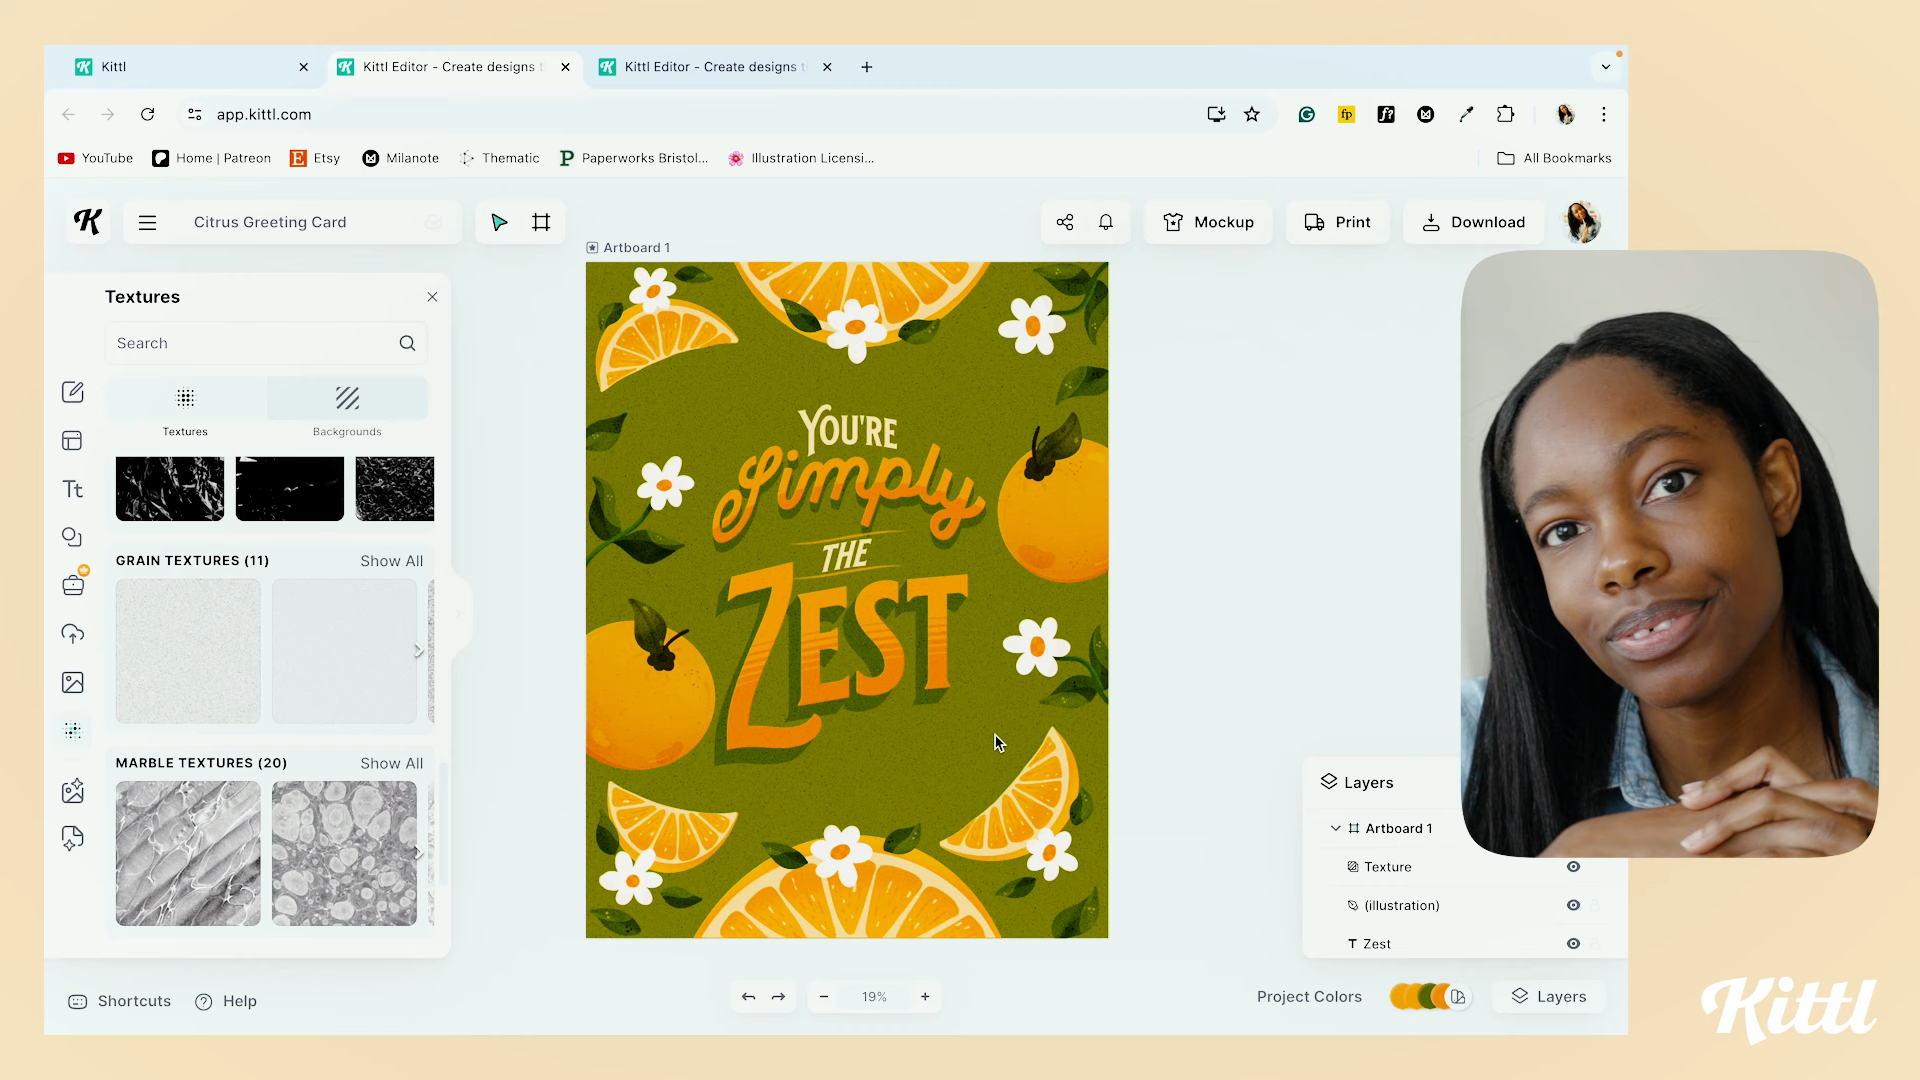 Kittl
Kittl Editor - Create designs t
Kittl Editor - Create designs t
app.kittl.com
YouTube
Home | Patreon
Etsy
Milanote
Thematic
Paperworks Bristol...
Illustration Licensi...
All Bookmarks
Citrus Greeting Card
Mockup
Print
Download
Artboard 1
Textures
Search
Textures
Backgrounds
GRAIN TEXTURES (11)
Show All
MARBLE TEXTURES (20)
Show All
YOU'RE
Simply
THE
ZEST
Layers
Artboard 1
Texture
(illustration)
Zest
Shortcuts
Help
19%
Project Colors
Layers
Kittl